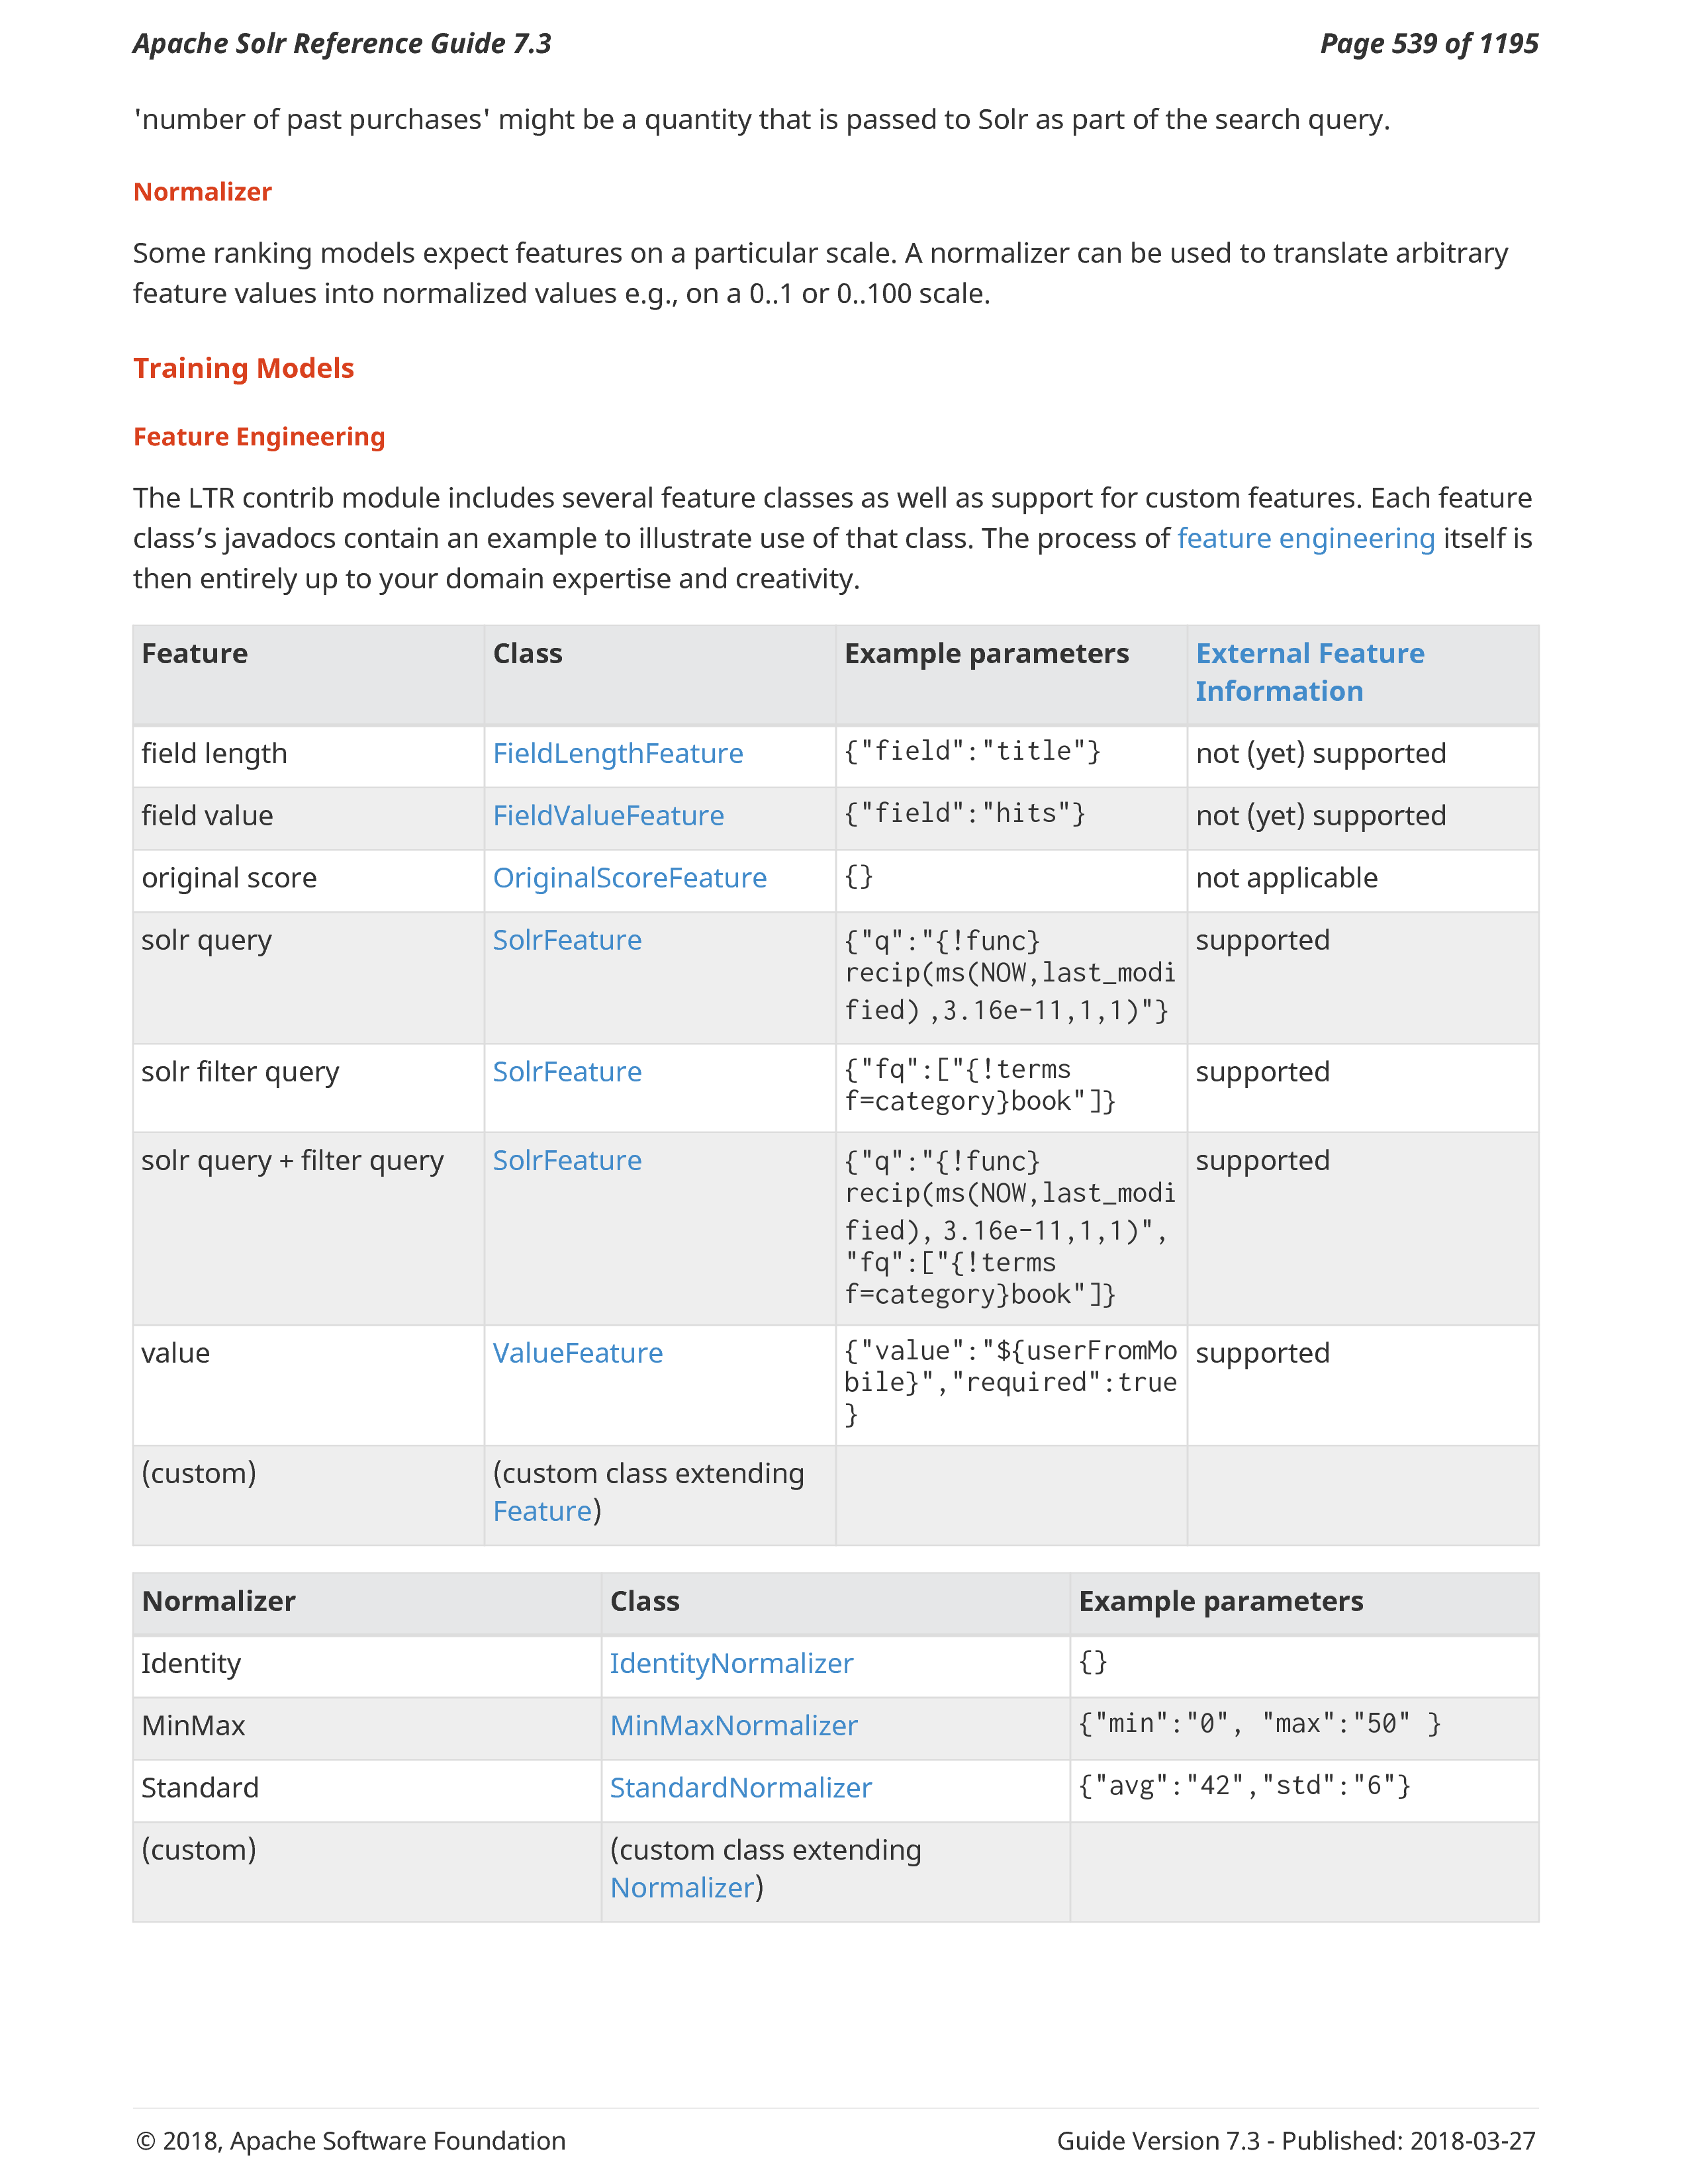 Apache Solr Reference Guide 7.3 Page 539 of 1195
'number of past purchases' might be a quantity that is passed to Solr as part of the search query.
Normalizer
Some ranking models expect features on a particular scale. A normalizer can be used to translate arbitrary
feature values into normalized values e.g., on a 0..1 or 0..100 scale.
Training Models
Feature Engineering
The LTR contrib module includes several feature classes as well as support for custom features. Each feature
class’s javadocs contain an example to illustrate use of that class. The process of feature engineering itself is
then entirely up to your domain expertise and creativity.
Feature Class Example parameters External Feature
Information
field length FieldLengthFeature {"field":"title"} not (yet) supported
field value FieldValueFeature {"field":"hits"} not (yet) supported
original score OriginalScoreFeature {} not applicable
solr query SolrFeature {"q":"{!func} supported
recip(ms(NOW,last_modi
fied) ,3.16e-11,1,1)"}
solr filter query SolrFeature {"fq":["{!terms supported
f=category}book"]}
solr query + filter query SolrFeature {"q":"{!func} supported
recip(ms(NOW,last_modi
fied), 3.16e-11,1,1)",
"fq":["{!terms
f=category}book"]}
value ValueFeature {"value":"${userFromMo supported
bile}","required":true
}
(custom) (custom class extending
Feature)
Normalizer Class Example parameters
Identity IdentityNormalizer {}
MinMax MinMaxNormalizer {"min":"0", "max":"50" }
Standard StandardNormalizer {"avg":"42","std":"6"}
(custom) (custom class extending
Normalizer)
© 2018, Apache Software Foundation Guide Version 7.3 - Published: 2018-03-27